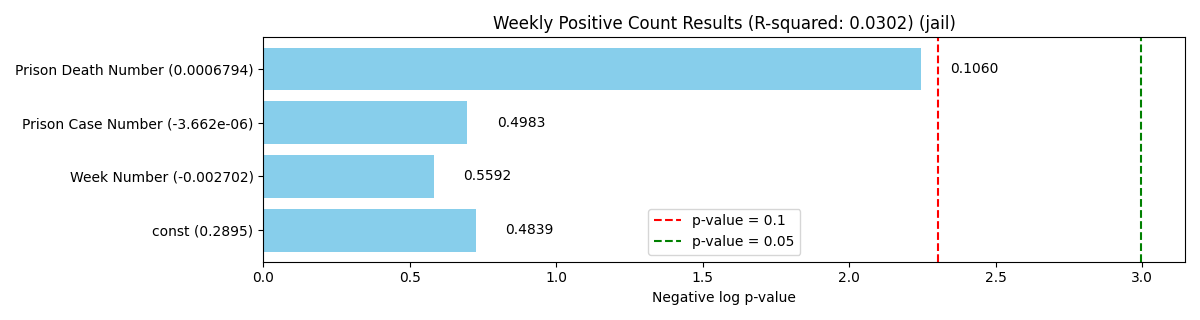 Weekly Positive Count Results (R-squared: 0.0302) (jail)
Prison Death Number (0.0006794)
0.1060
Prison Case Number (-3.662e-06)
0.4983
Week Number (-0.002702)
0.5592
const (0.2895)
0.4839
p-value = 0.1
p-value = 0.05
0.0 0.5 1.0 1.5 2.0 2.5 3.0
Negative log p-value